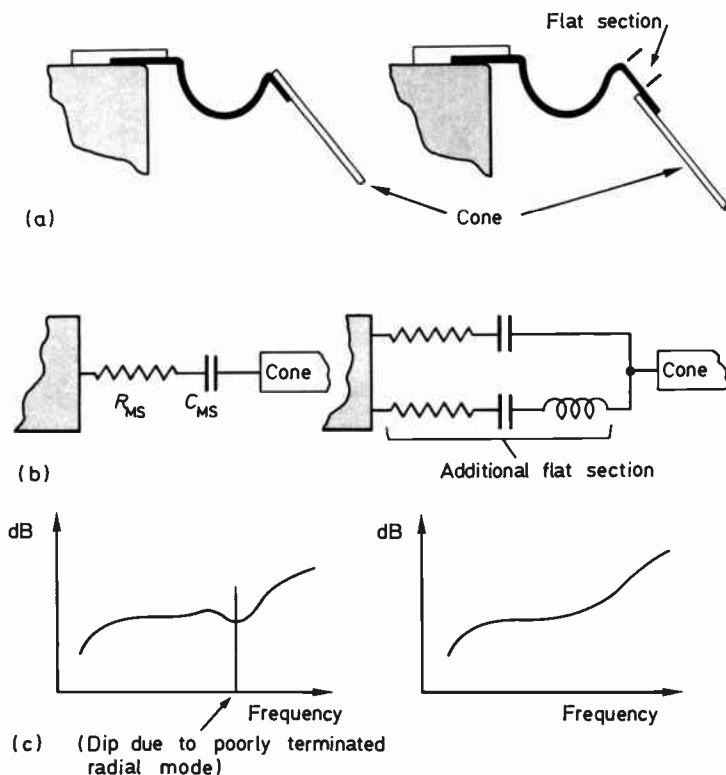 Flat section
Cone
(a)
Cone
R_MS C_MS
Cone
Additional flat section
(b)
dB
dB
Frequency
Frequency
(c) (Dip due to poorly terminated
radial mode)